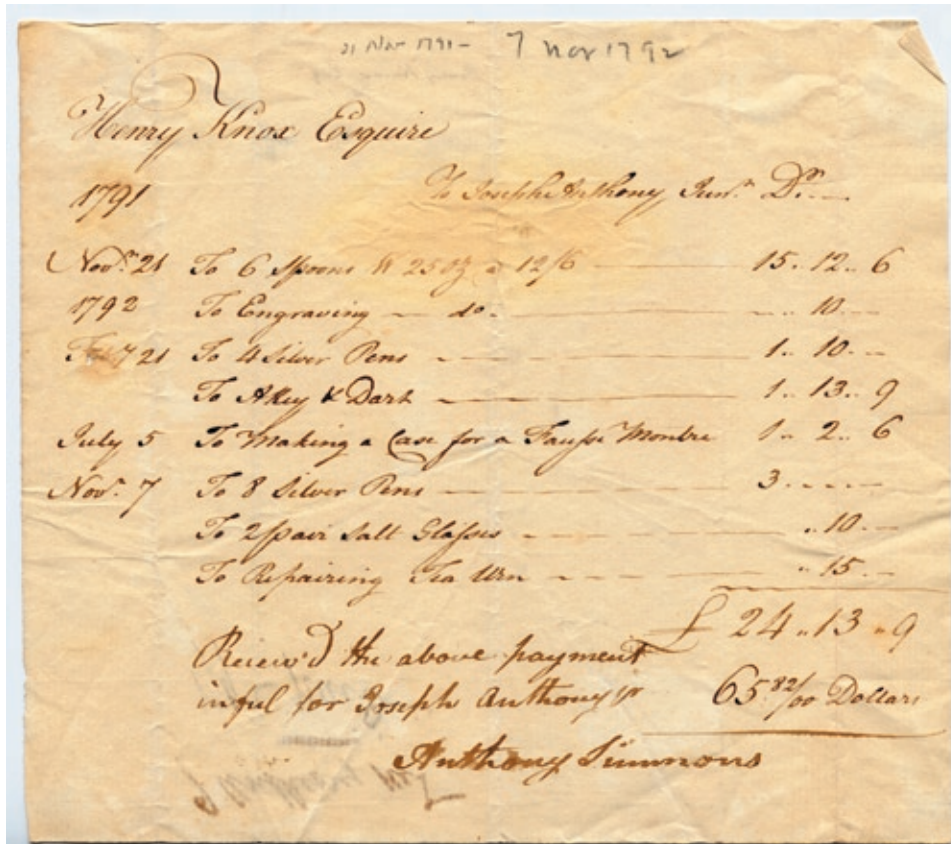 21 Nov 1791 - 7 Nov 1792
Henry Knox Esquire
1791 To Joseph Anthony Junr. Dr.
Novr. 21 To 6 Spoons W 25 oz a 12/6 15.. 12.. 6
1792 To Engraving do. .. 10..
21 To 4 Silver Pens 1.. 10..
To A Key & 1.. 13.. 9
July 5 To Making a Case for a Fausse Montre 1.. 2.. 6
Novr. 7 To 8 Silver Pens 3
To 2 pair Salt Glasses .. 10..
To Repairing Tea Urn .. 15..
£ 24.. 13.. 9
Receiv'd the above payment
in ful for Joseph Anthony Jr 65 82/00 Dollars
Anthony Simmons